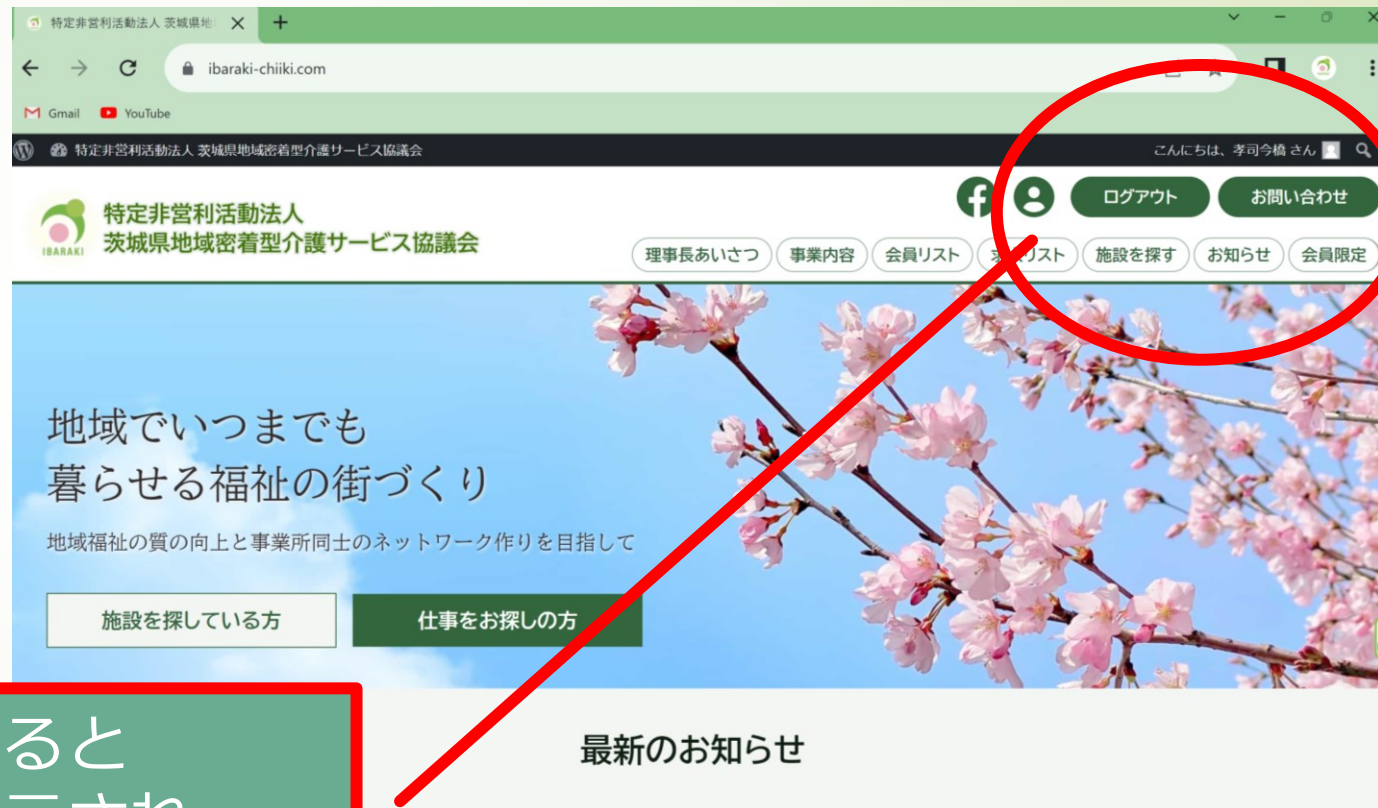 特定非営利活動法人 茨城県地
ibaraki-chiiki.com
Gmail YouTube
特定非営利活動法人 茨城県地域密着型介護サービス協議会
こんにちは、孝司今橋 さん
IBARAKI
特定非営利活動法人
茨城県地域密着型介護サービス協議会
ログアウト お問い合わせ
理事長あいさつ 事業内容 会員リスト リスト 施設を探す お知らせ 会員限定
地域でいつまでも
暮らせる福祉の街づくり
地域福祉の質の向上と事業所同士のネットワーク作りを目指して
施設を探している方 仕事をお探しの方
最新のお知らせ
ると
され